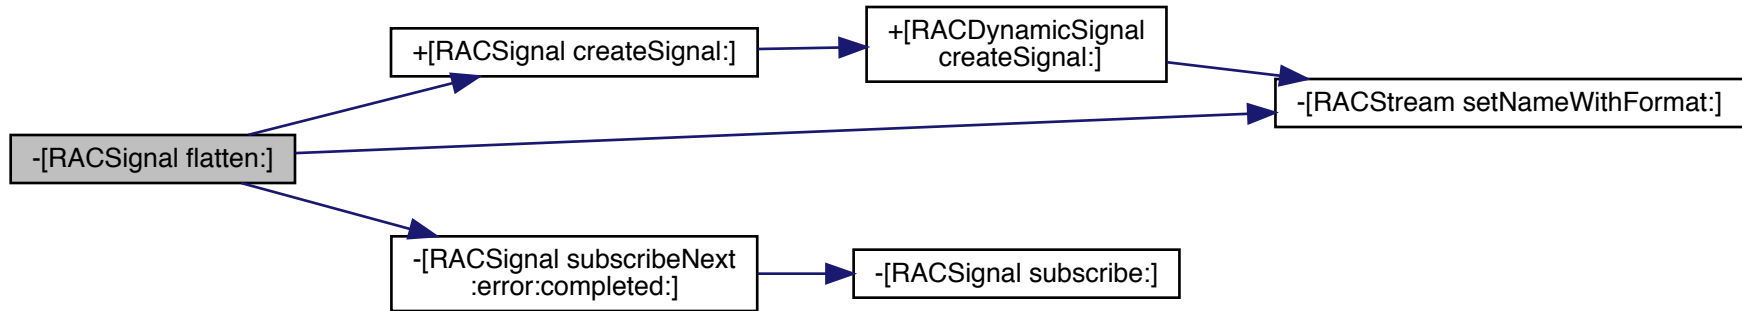 -[RACSignal flatten:]
+[RACSignal createSignal:]
+[RACDynamicSignal
createSignal:]
-[RACStream setNameWithFormat:]
-[RACSignal subscribeNext
:error:completed:]
-[RACSignal subscribe:]